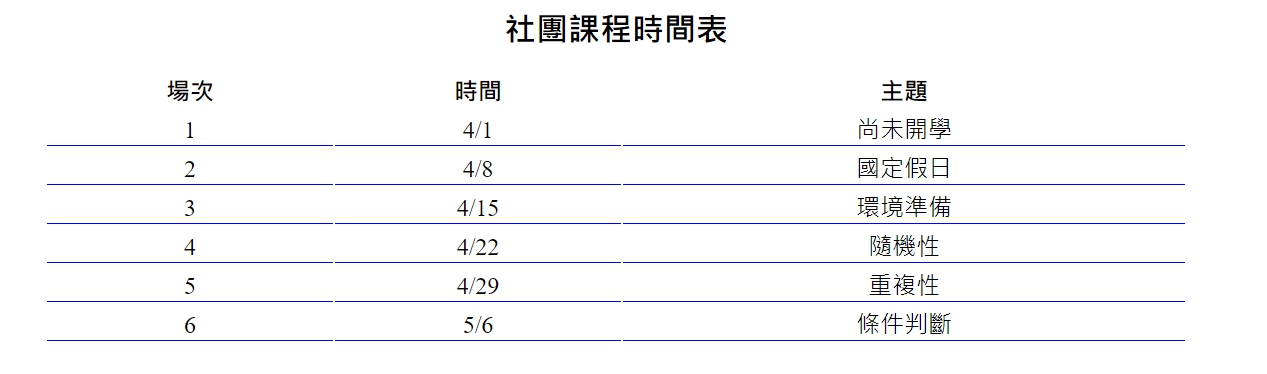 社團課程時間表
場次 時間 主題
1 4/1 尚未開學
2 4/8 國定假日
3 4/15 環境準備
4 4/22 隨機性
5 4/29 重複性
6 5/6 條件判斷